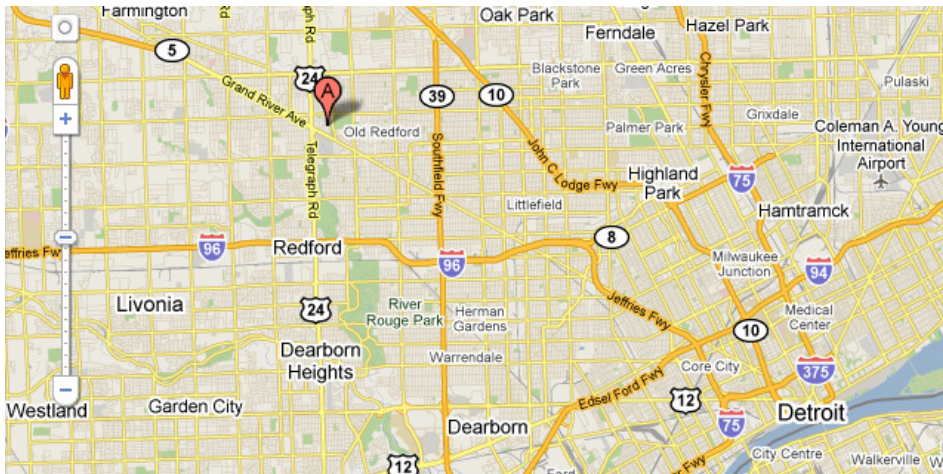 Farmington
Telegraph Rd
Oak Park
Hazel Park
Ferndale
5
24
A
39
10
Blackstone
Park
Green Acres
Chrysler Fwy
Pulaski
Grand River Ave
Old Redford
Palmer Park
Grixdale
Coleman A. Young
International
Airport
Southfield Fwy
John C Lodge Fwy
Highland
Park
75
Telegraph Rd
Littlefield
Hamtramck
8
Jeffries Fwy
96
Redford
96
Milwaukee
Junction
94
Livonia
24
River
Rouge Park
Herman
Gardens
Jeffries Fwy
Medical
Center
10
Dearborn
Heights
Warrendale
Core City
375
Edsel Ford Fwy
12
Westland
Garden City
Dearborn
75
Detroit
12
Ford
Fwy
City Centre
Walkerville